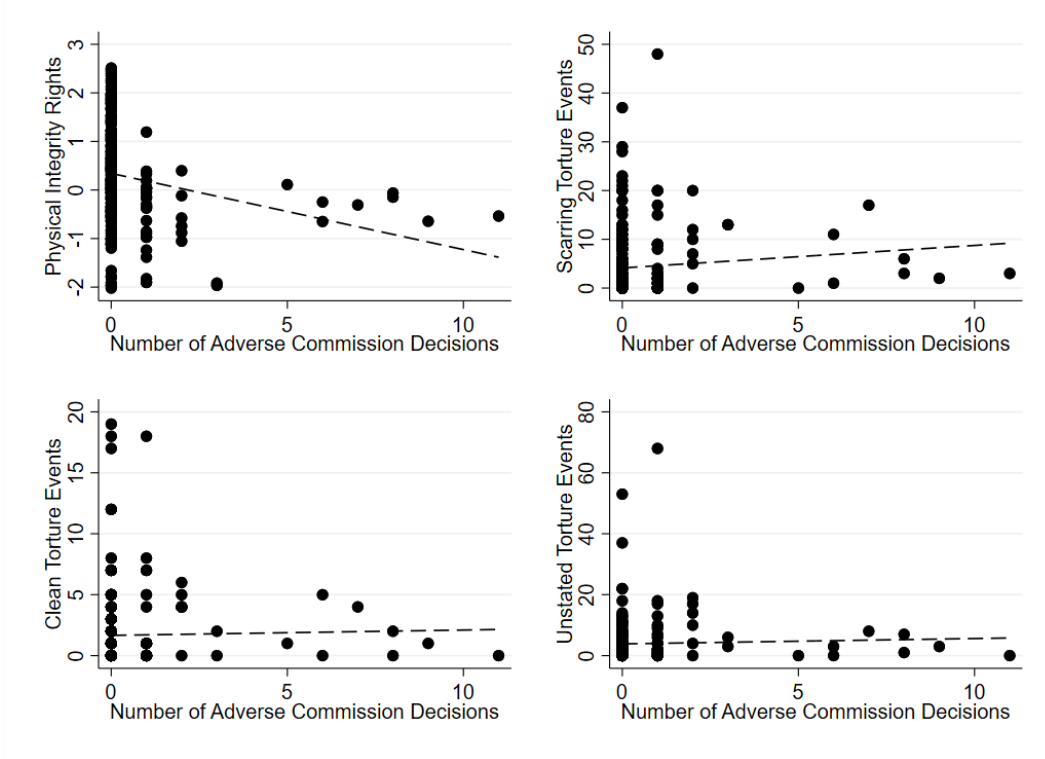 Physical Integrity Rights
3
2
1
0
-1
-2
0 5 10
Number of Adverse Commission Decisions
Scarring Torture Events
50
40
30
20
10
0
0 5 10
Number of Adverse Commission Decisions
Clean Torture Events
20
15
10
5
0
0 5 10
Number of Adverse Commission Decisions
Unstated Torture Events
80
60
40
20
0
0 5 10
Number of Adverse Commission Decisions